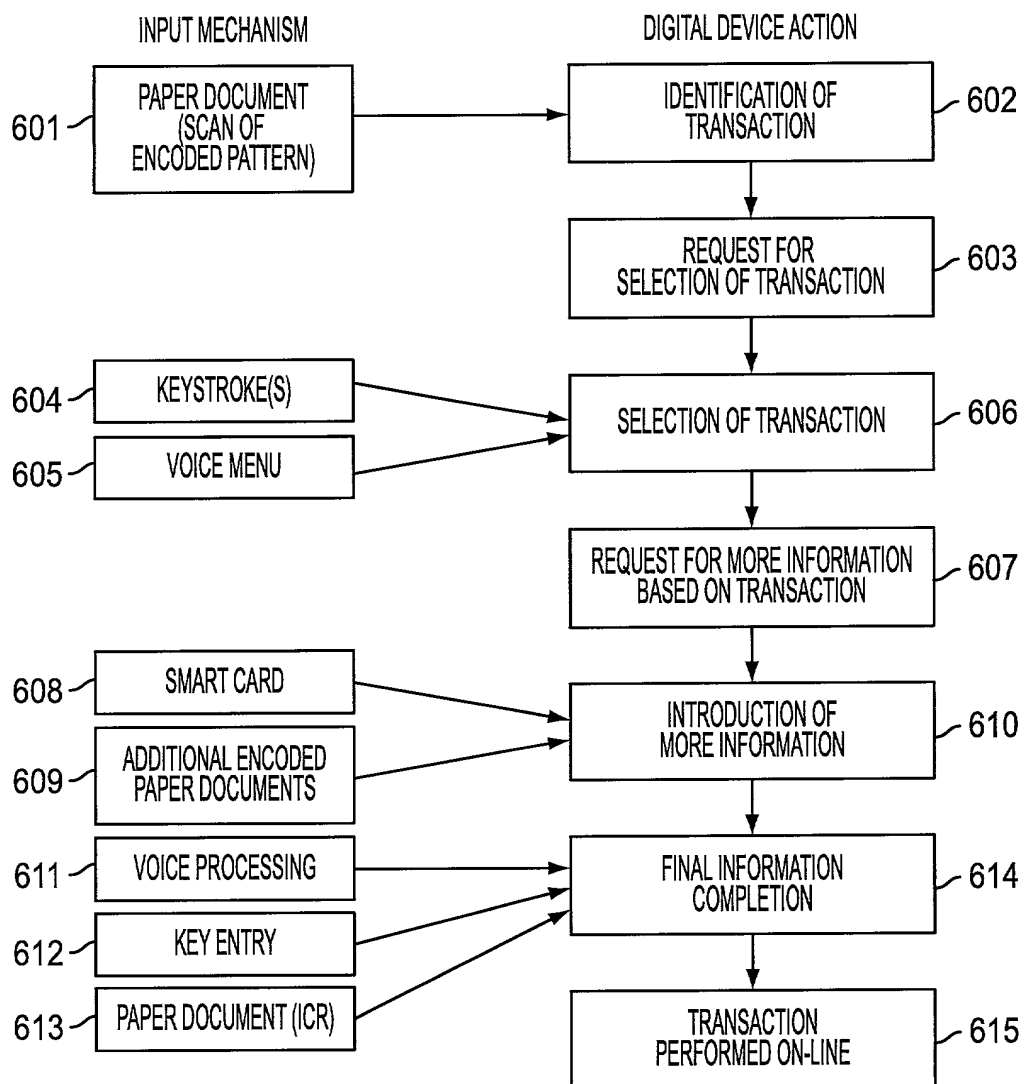 INPUT MECHANISM
DIGITAL DEVICE ACTION
601
PAPER DOCUMENT
(SCAN OF
ENCODED PATTERN)
IDENTIFICATION OF
TRANSACTION
602
REQUEST FOR
SELECTION OF TRANSACTION
603
604
KEYSTROKE(S)
605
VOICE MENU
SELECTION OF TRANSACTION
606
REQUEST FOR MORE INFORMATION
BASED ON TRANSACTION
607
608
SMART CARD
609
ADDITIONAL ENCODED
PAPER DOCUMENTS
INTRODUCTION OF
MORE INFORMATION
610
611
VOICE PROCESSING
612
KEY ENTRY
613
PAPER DOCUMENT (ICR)
FINAL INFORMATION
COMPLETION
614
TRANSACTION
PERFORMED ON-LINE
615